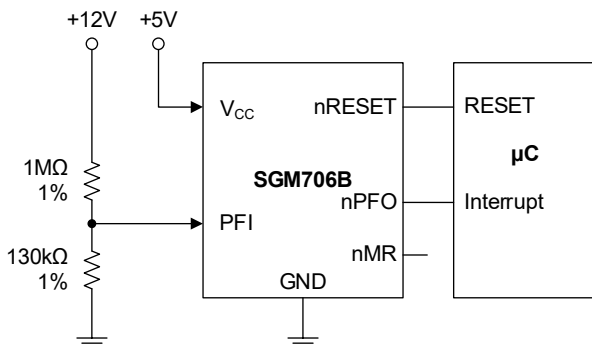 +12V
+5V
VCC
nRESET
RESET
µC
1MΩ
1%
SGM706B
nPFO
Interrupt
PFI
130kΩ
1%
nMR
GND